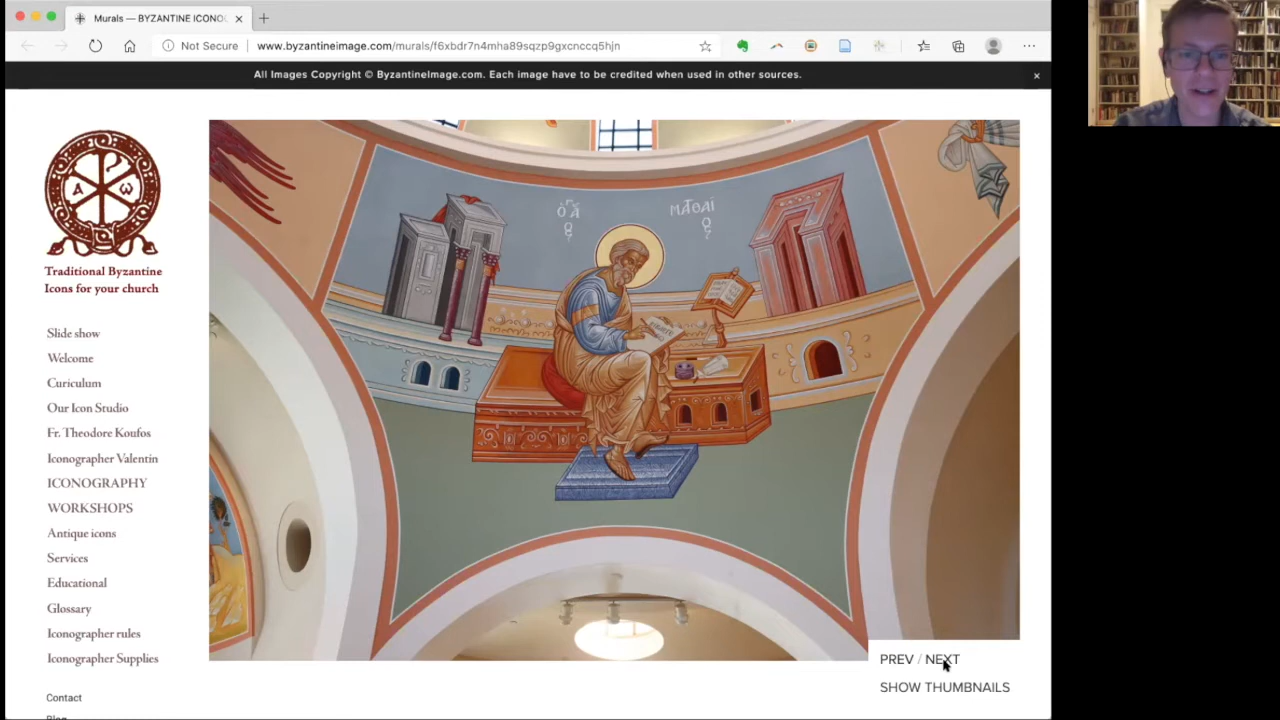 Murals — BYZANTINE ICONO
Not Secure
www.byzantineimage.com/murals/f6xbdr7n4mha89sqzp9gxcnccq5hjn
All Images Copyright © ByzantineImage.com. Each image have to be credited when used in other sources.
Α Ω
Traditional Byzantine
Icons for your church
Slide show
Welcome
Curiculum
Our Icon Studio
Fr. Theodore Koufos
Iconographer Valentin
ICONOGRAPHY
WORKSHOPS
Antique icons
Services
Educational
Glossary
Iconographer rules
Iconographer Supplies
Contact
Blog
ΜΑΤΘΑΙ
Ο
PREV / NEXT
SHOW THUMBNAILS